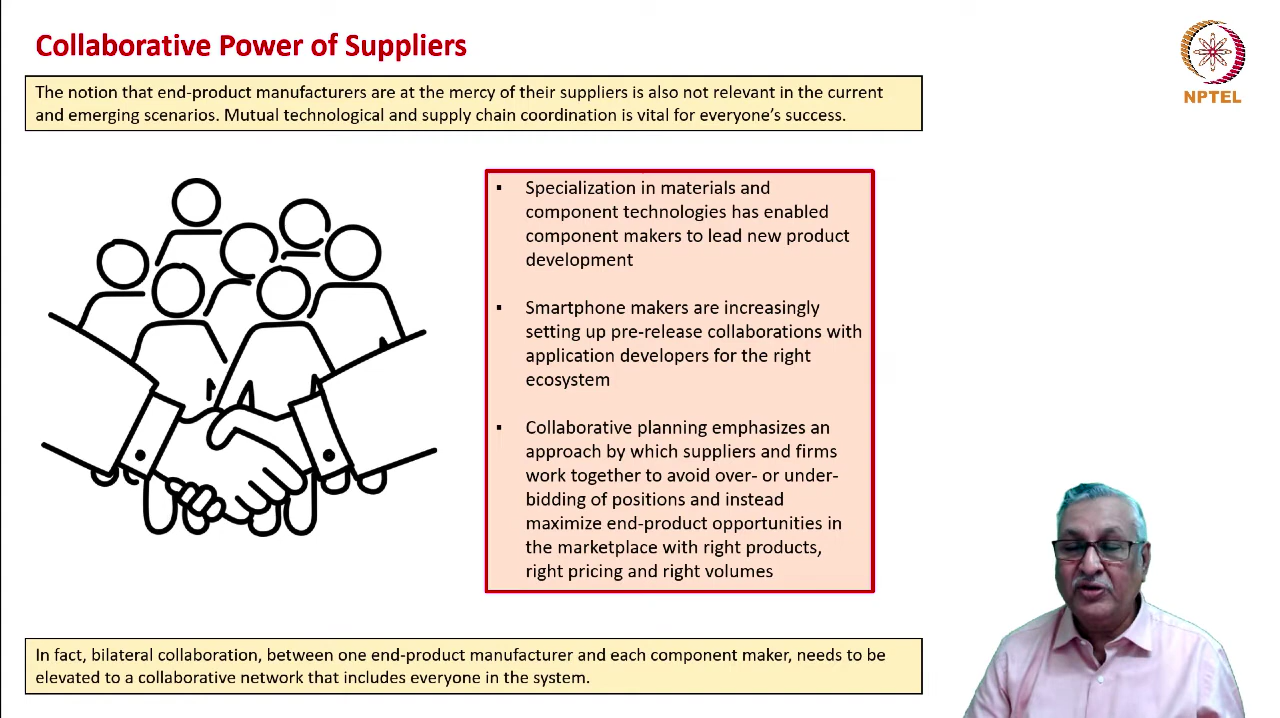 Collaborative Power of Suppliers
NPTEL
The notion that end-product manufacturers are at the mercy of their suppliers is also not relevant in the current
and emerging scenarios. Mutual technological and supply chain coordination is vital for everyone's success.
▪ Specialization in materials and
component technologies has enabled
component makers to lead new product
development
▪ Smartphone makers are increasingly
setting up pre-release collaborations with
application developers for the right
ecosystem
▪ Collaborative planning emphasizes an
approach by which suppliers and firms
work together to avoid over- or under-
bidding of positions and instead
maximize end-product opportunities in
the marketplace with right products,
right pricing and right volumes
In fact, bilateral collaboration, between one end-product manufacturer and each component maker, needs to be
elevated to a collaborative network that includes everyone in the system.